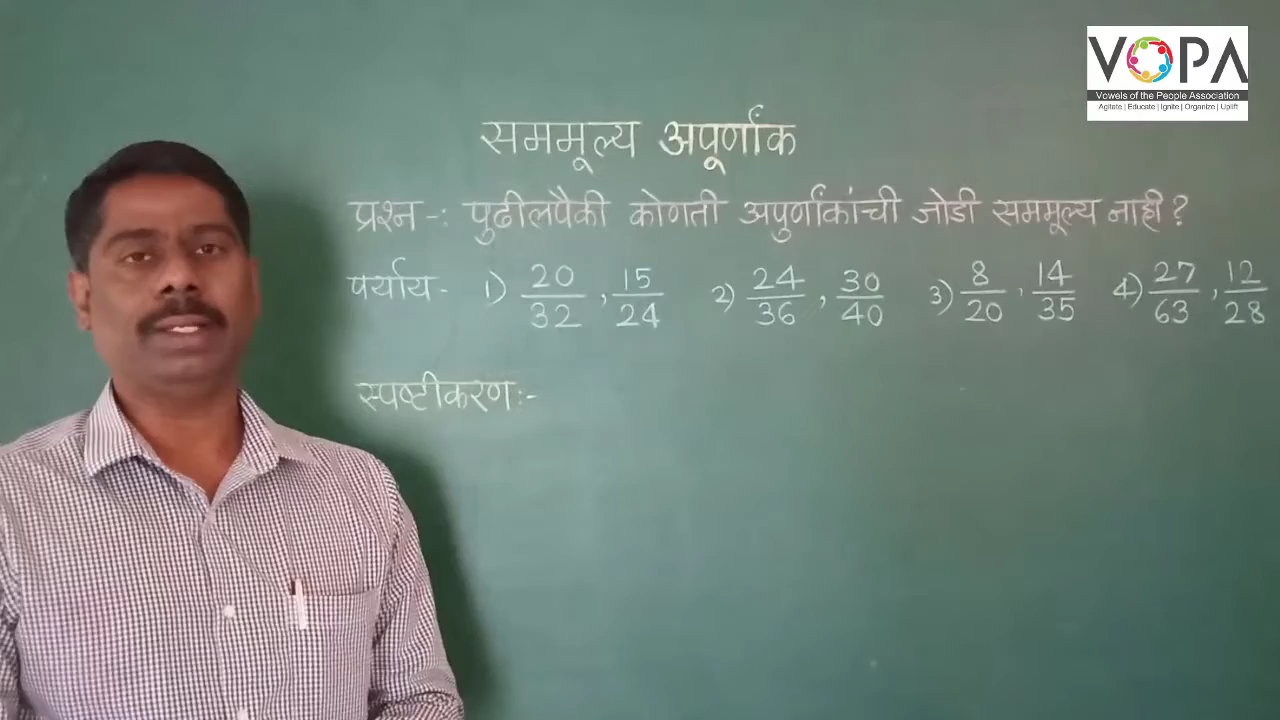 VOPA
Vowels of the People Association
Agitate | Educate | Ignite | Organize | Uplift
सममूल्य अपूर्णांक
प्रश्न -: पुढीलपैकी कोणती अपुर्णांकांची जोडी सममूल्य नाही ?
पर्याय - 1) 20/32 , 15/24 2) 24/36 , 30/40 3) 8/20 , 14/35 4) 27/63 , 12/28
स्पष्टीकरण :-